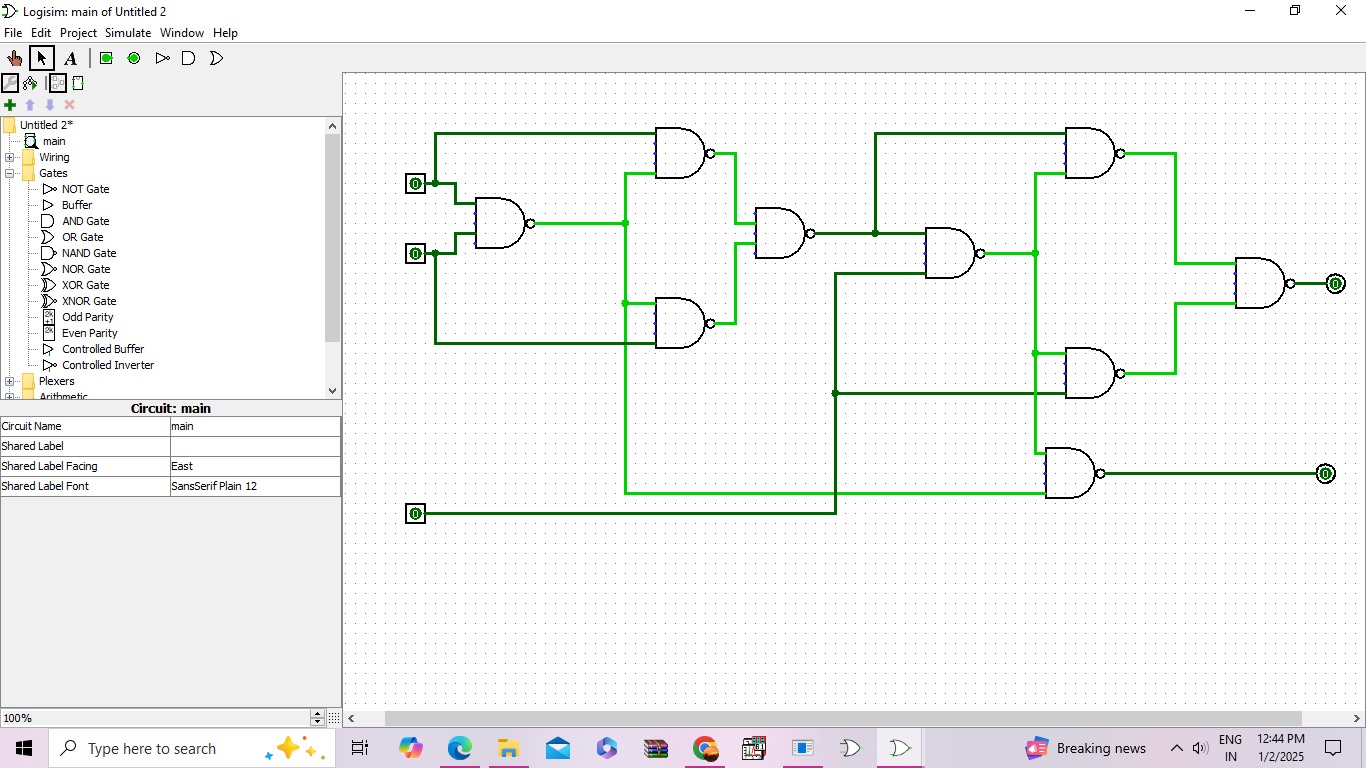 Logisim: main of Untitled 2
File Edit Project Simulate Window Help
A
Untitled 2*
main
Wiring
Gates
NOT Gate
Buffer
AND Gate
OR Gate
NAND Gate
NOR Gate
XOR Gate
XNOR Gate
2k+1 Odd Parity
2k Even Parity
Controlled Buffer
Controlled Inverter
Plexers
Arithmetic
Circuit: main
Circuit Name main
Shared Label
Shared Label Facing East
Shared Label Font SansSerif Plain 12
0
0
0
0
0
100%
Type here to search
Breaking news
ENG
IN
12:44 PM
1/2/2025